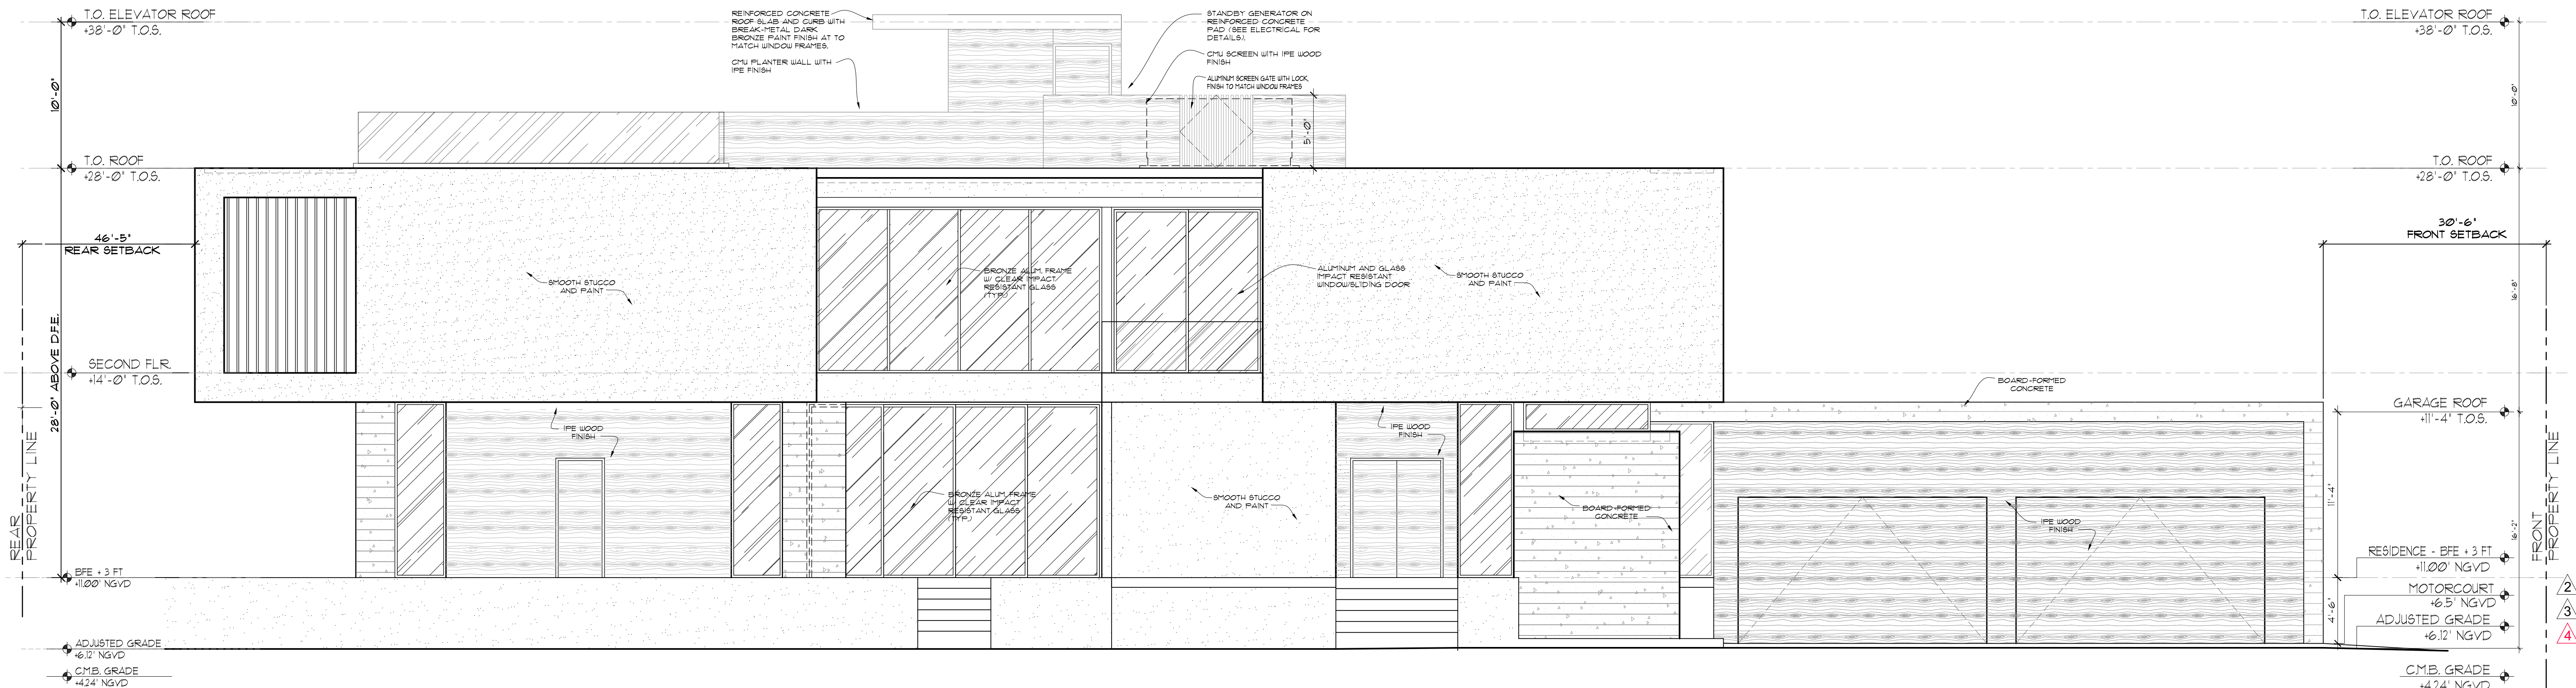 T.O. ELEVATOR ROOF
+38'-0" T.O.S.
10'-0"
T.O. ROOF
+28'-0" T.O.S.
46'-5"
REAR SETBACK
28'-0" ABOVE D.F.E.
SECOND FLR.
+14'-0" T.O.S.
REAR
PROPERTY LINE
BFE + 3 FT
+11.00' NGVD
ADJUSTED GRADE
+6.12' NGVD
C.M.B. GRADE
+4.24' NGVD
REINFORCED CONCRETE
ROOF SLAB AND CURB WITH
BREAK-METAL DARK
BRONZE PAINT FINISH AT TO
MATCH WINDOW FRAMES.
CMU PLANTER WALL WITH
IPE FINISH
STANDBY GENERATOR ON
REINFORCED CONCRETE
PAD (SEE ELECTRICAL FOR
DETAILS).
CMU SCREEN WITH IPE WOOD
FINISH
ALUMINUM SCREEN GATE WITH LOCK,
FINISH TO MATCH WINDOW FRAMES
5'-0"
SMOOTH STUCCO
AND PAINT
BRONZE ALUM. FRAME
W/ CLEAR IMPACT
RESISTANT GLASS
(TYP.)
ALUMINUM AND GLASS
IMPACT RESISTANT
WINDOW/SLIDING DOOR
SMOOTH STUCCO
AND PAINT
IPE WOOD
FINISH
BRONZE ALUM. FRAME
W/ CLEAR IMPACT
RESISTANT GLASS
(TYP.)
SMOOTH STUCCO
AND PAINT
IPE WOOD
FINISH
BOARD-FORMED
CONCRETE
BOARD-FORMED
CONCRETE
IPE WOOD
FINISH
T.O. ELEVATOR ROOF
+38'-0" T.O.S.
10'-0"
T.O. ROOF
+28'-0" T.O.S.
30'-6"
FRONT SETBACK
16'-8"
GARAGE ROOF
+11'-4" T.O.S.
11'-4"
16'-2"
FRONT
PROPERTY LINE
RESIDENCE - BFE + 3 FT
+11.00' NGVD
MOTORCOURT
+6.5' NGVD
4'-6"
ADJUSTED GRADE
+6.12' NGVD
C.M.B. GRADE
+4.24' NGVD
2
3
4